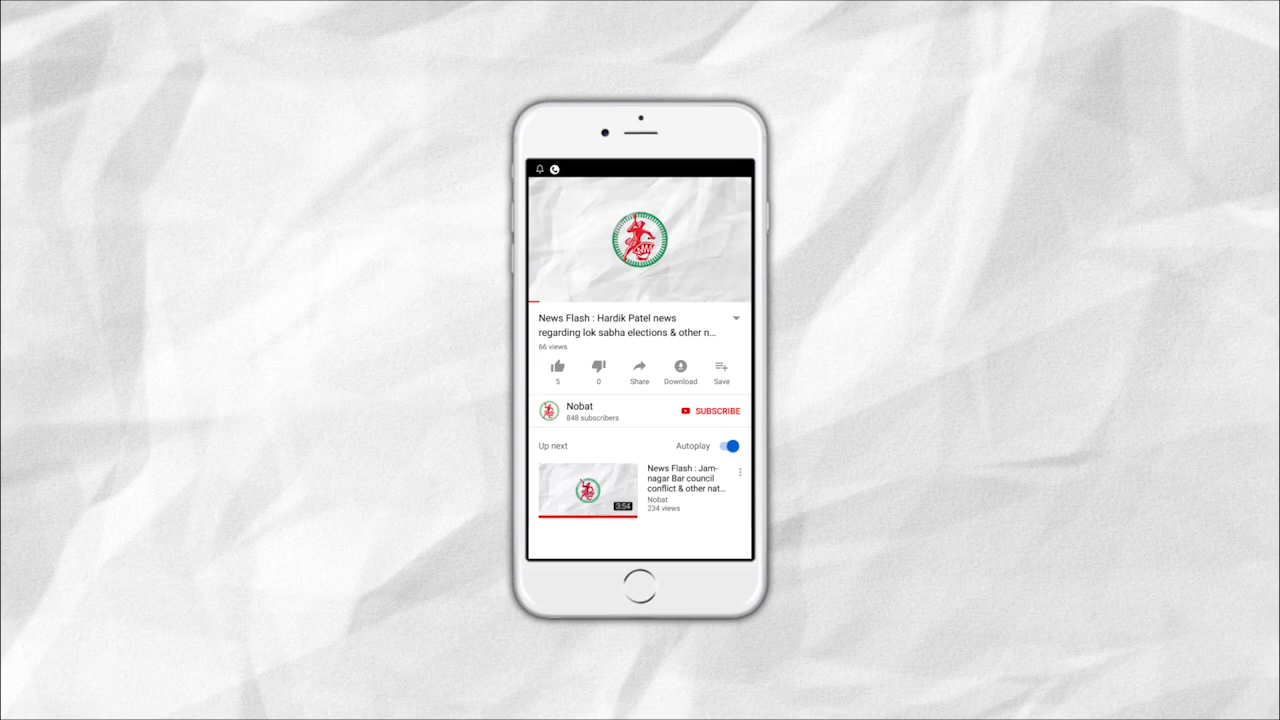 News Flash : Hardik Patel news
regarding lok sabha elections & other n...
66 views
5
0
Share
Download
Save
Nobat
848 subscribers
SUBSCRIBE
Up next
Autoplay
3:54
News Flash : Jam-
nagar Bar council
conflict & other nat...
Nobat
234 views